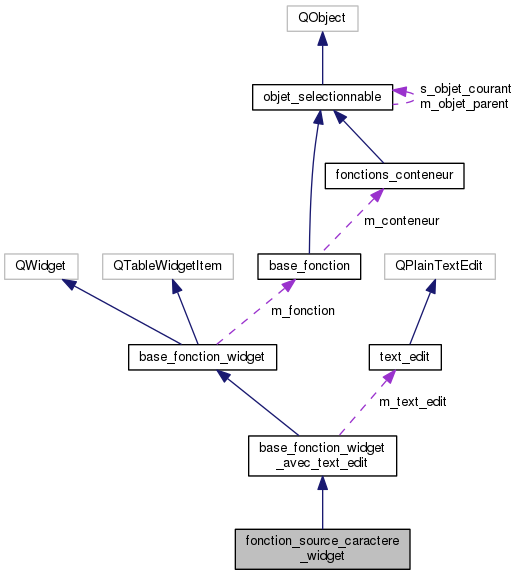 QObject
objet_selectionnable
s_objet_courant
m_objet_parent
fonctions_conteneur
m_conteneur
QWidget
QTableWidgetItem
base_fonction
QPlainTextEdit
m_fonction
base_fonction_widget
text_edit
m_text_edit
base_fonction_widget
_avec_text_edit
fonction_source_caractere
_widget